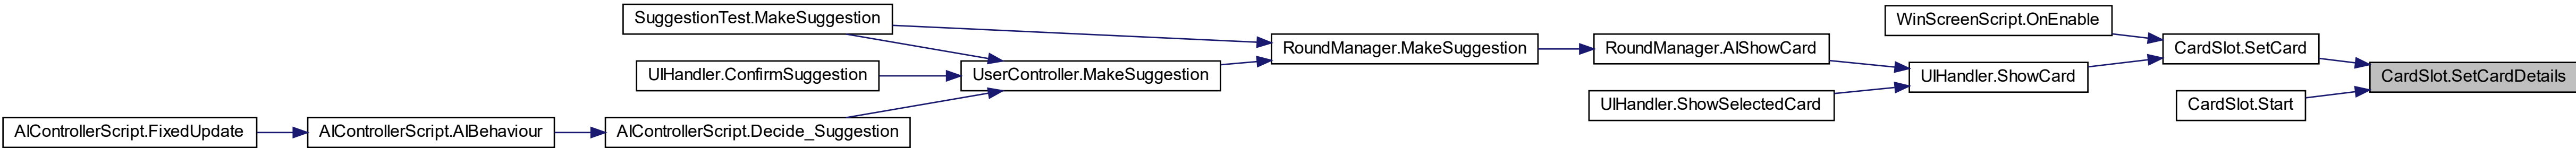 SuggestionTest.MakeSuggestion
WinScreenScript.OnEnable
RoundManager.MakeSuggestion
RoundManager.AIShowCard
CardSlot.SetCard
UIHandler.ConfirmSuggestion
UserController.MakeSuggestion
UIHandler.ShowCard
CardSlot.SetCardDetails
UIHandler.ShowSelectedCard
CardSlot.Start
AIControllerScript.FixedUpdate
AIControllerScript.AIBehaviour
AIControllerScript.Decide_Suggestion